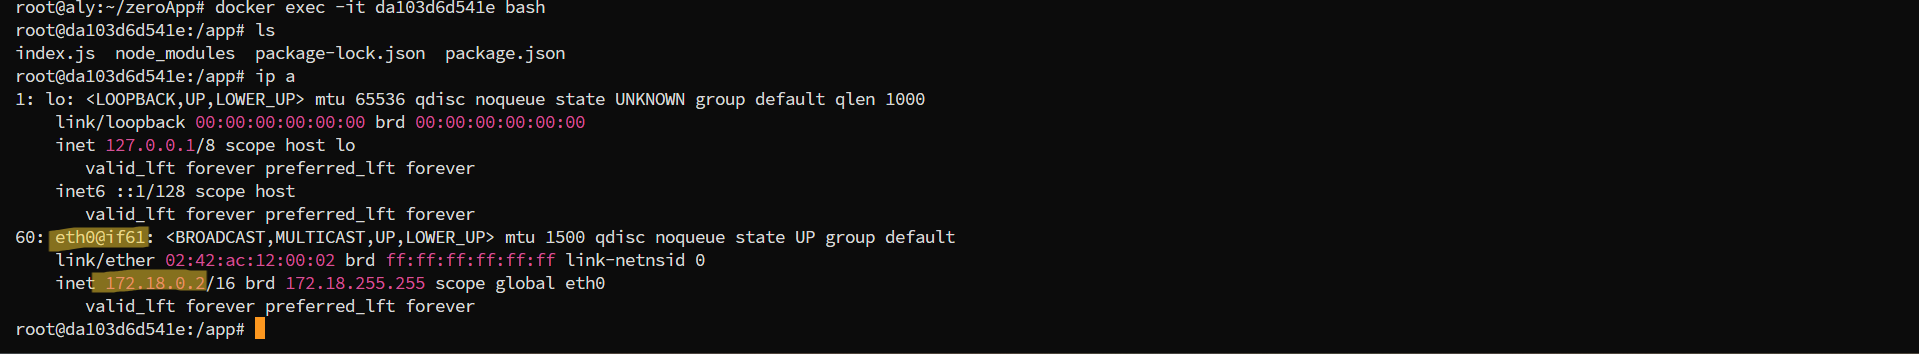 root@aly:~/zeroApp# docker exec -it da103d6d541e bash
root@da103d6d541e:/app# ls
index.js  node_modules  package-lock.json  package.json
root@da103d6d541e:/app# ip a
1: lo: <LOOPBACK,UP,LOWER_UP> mtu 65536 qdisc noqueue state UNKNOWN group default qlen 1000
    link/loopback 00:00:00:00:00:00 brd 00:00:00:00:00:00
    inet 127.0.0.1/8 scope host lo
       valid_lft forever preferred_lft forever
    inet6 ::1/128 scope host
       valid_lft forever preferred_lft forever
60: eth0@if61: <BROADCAST,MULTICAST,UP,LOWER_UP> mtu 1500 qdisc noqueue state UP group default
    link/ether 02:42:ac:12:00:02 brd ff:ff:ff:ff:ff:ff link-netnsid 0
    inet 172.18.0.2/16 brd 172.18.255.255 scope global eth0
       valid_lft forever preferred_lft forever
root@da103d6d541e:/app#